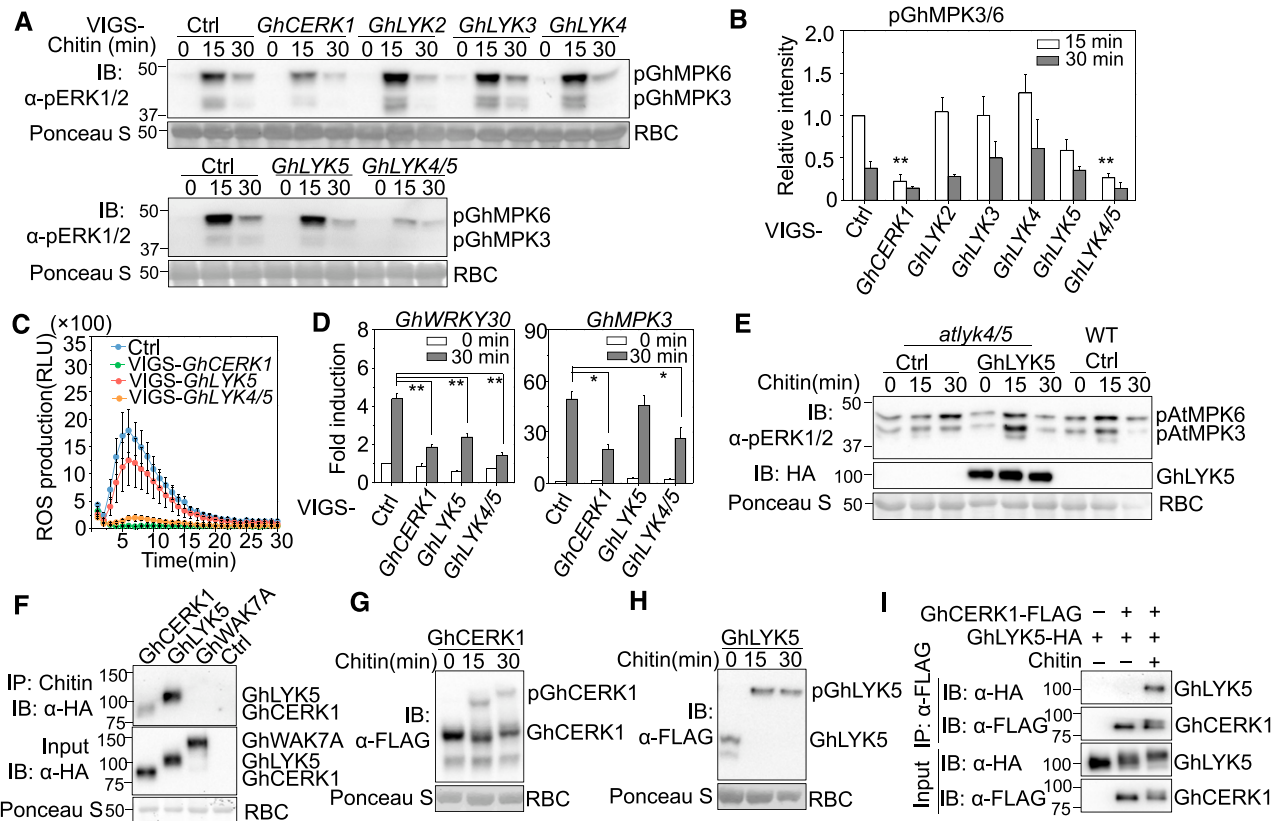 A
VIGS- Ctrl GhCERK1 GhLYK2 GhLYK3 GhLYK4
Chitin (min) 0 15 30 0 15 30 0 15 30 0 15 30 0 15 30
IB: 50 pGhMPK6
α-pERK1/2 pGhMPK3
37
Ponceau S 50 RBC
Ctrl GhLYK5 GhLYK4/5
0 15 30 0 15 30 0 15 30
IB: 50 pGhMPK6
α-pERK1/2 37 pGhMPK3
Ponceau S 50 RBC
B
pGhMPK3/6
2.0 15 min
30 min
1.5
1.0
0.5 ** **
0
Relative intensity
VIGS- Ctrl GhCERK1 GhLYK2 GhLYK3 GhLYK4 GhLYK5 GhLYK4/5
C
(×100)
35 Ctrl
30 VIGS-GhCERK1
25 VIGS-GhLYK5
20 VIGS-GhLYK4/5
15
10
5
0
ROS production(RLU)
5 10 15 20 25 30
Time(min)
D
GhWRKY30 GhMPK3
8 0 min 90 0 min
30 min 30 min
6 60
4 ** ** ** * *
2 30
0 0
Fold induction
VIGS- Ctrl GhCERK1 GhLYK5 GhLYK4/5 Ctrl GhCERK1 GhLYK5 GhLYK4/5
E
atlyk4/5 WT
Ctrl GhLYK5 Ctrl
Chitin(min) 0 15 30 0 15 30 0 15 30
IB: 50 pAtMPK6
α-pERK1/2 37 pAtMPK3
IB: HA 100 GhLYK5
Ponceau S 50 RBC
F
GhCERK1 GhLYK5 GhWAK7A Ctrl
150
IP: Chitin 100 GhLYK5
IB: α-HA 75 GhCERK1
Input 150 GhWAK7A
IB: α-HA 100 GhLYK5
75 GhCERK1
Ponceau S 50 RBC
G
GhCERK1
Chitin(min) 0 15 30
pGhCERK1
IB: GhCERK1
α-FLAG
Ponceau S RBC
H
GhLYK5
Chitin(min) 0 15 30
pGhLYK5
IB:
α-FLAG GhLYK5
Ponceau S RBC
I
GhCERK1-FLAG − + +
GhLYK5-HA + + +
Chitin − − +
IP: α-FLAG
IB: α-HA 100 GhLYK5
IB: α-FLAG 100 75 GhCERK1
Input
IB: α-HA 100 GhLYK5
IB: α-FLAG 100 75 GhCERK1